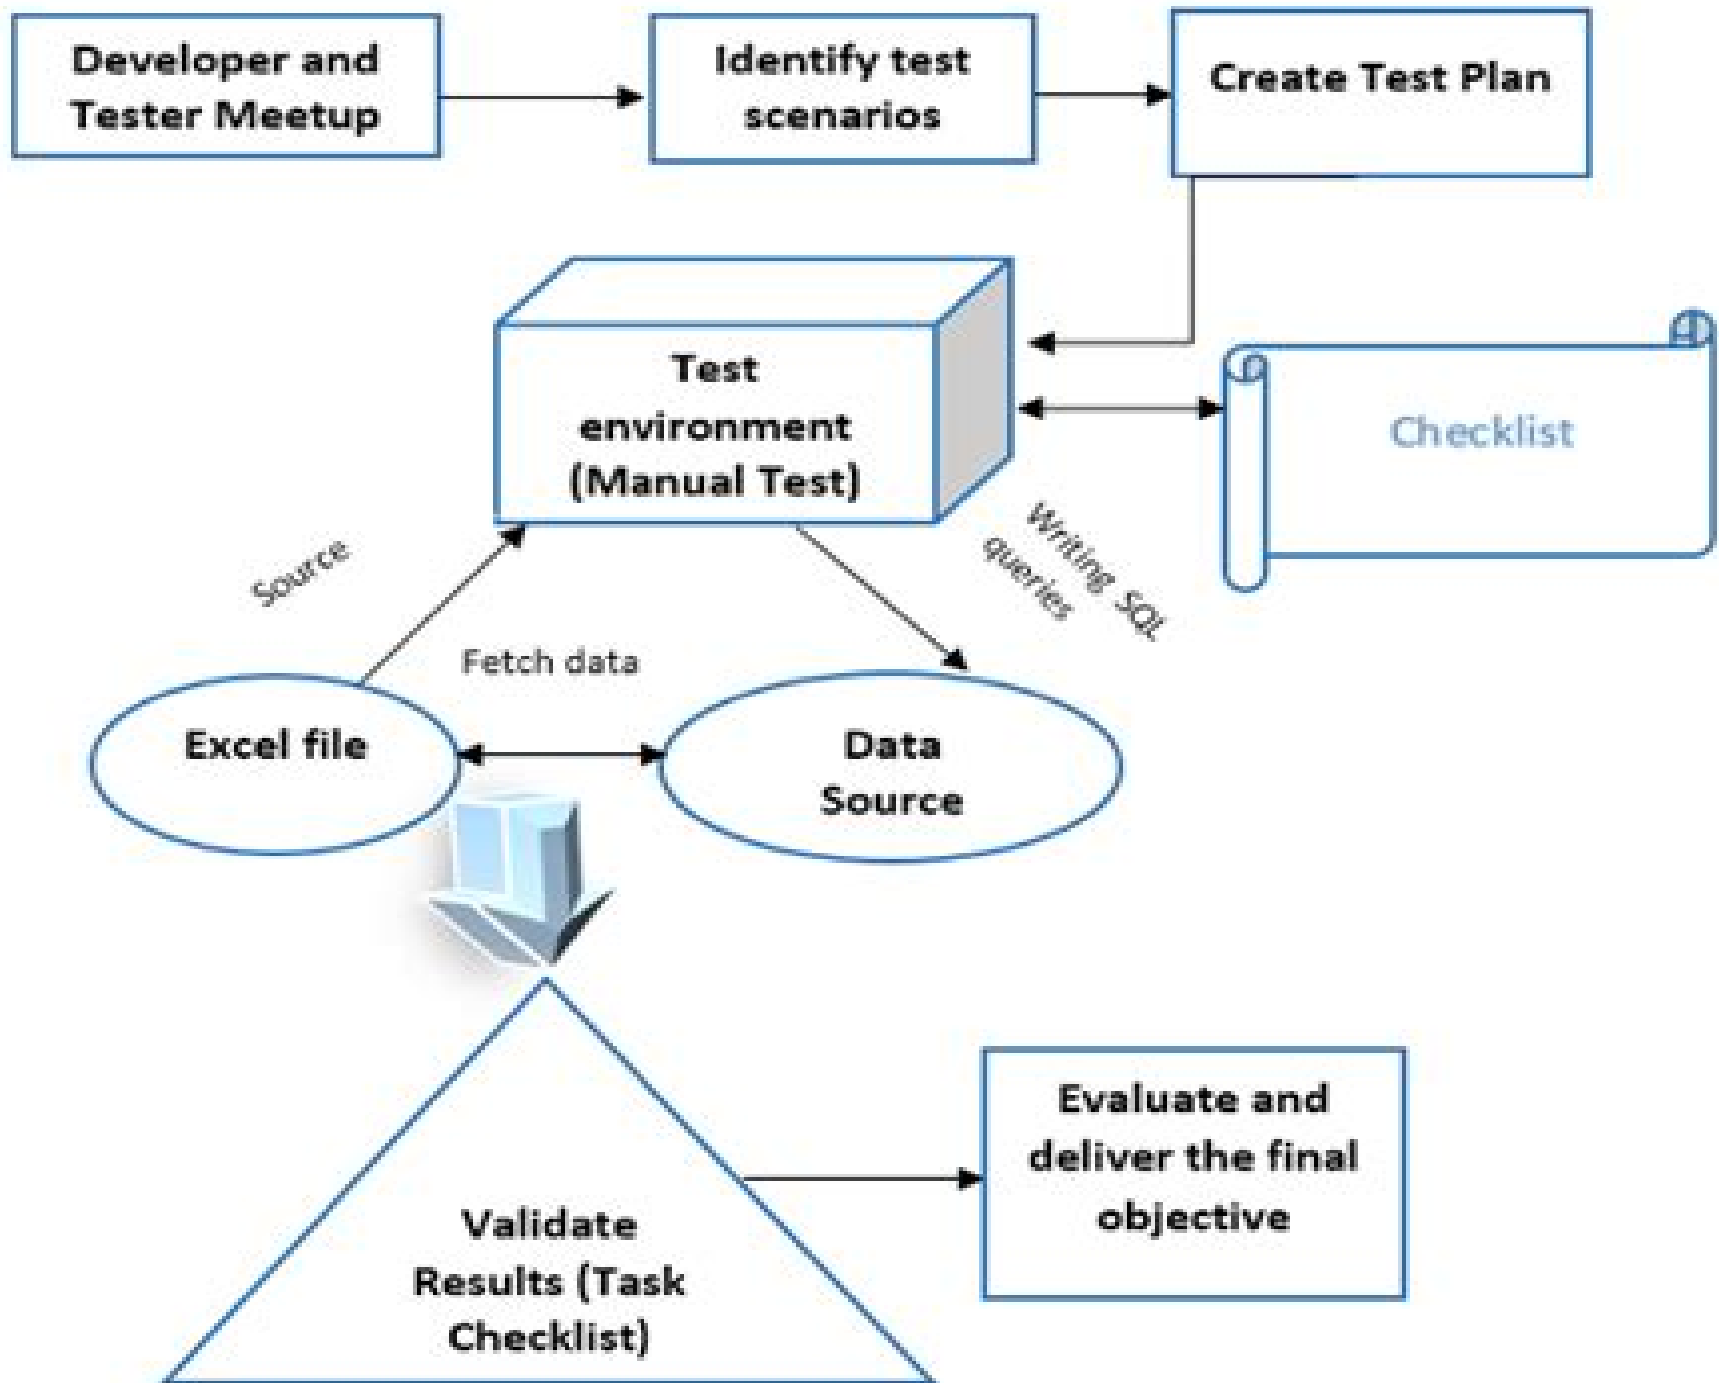 Developer and
Tester Meetup
Identify test
scenarios
Create Test Plan
Test
environment
(Manual Test)
Checklist
Source
Writing SQL
queries
Fetch data
Excel file
Data
Source
Validate
Results (Task
Checklist)
Evaluate and
deliver the final
objective